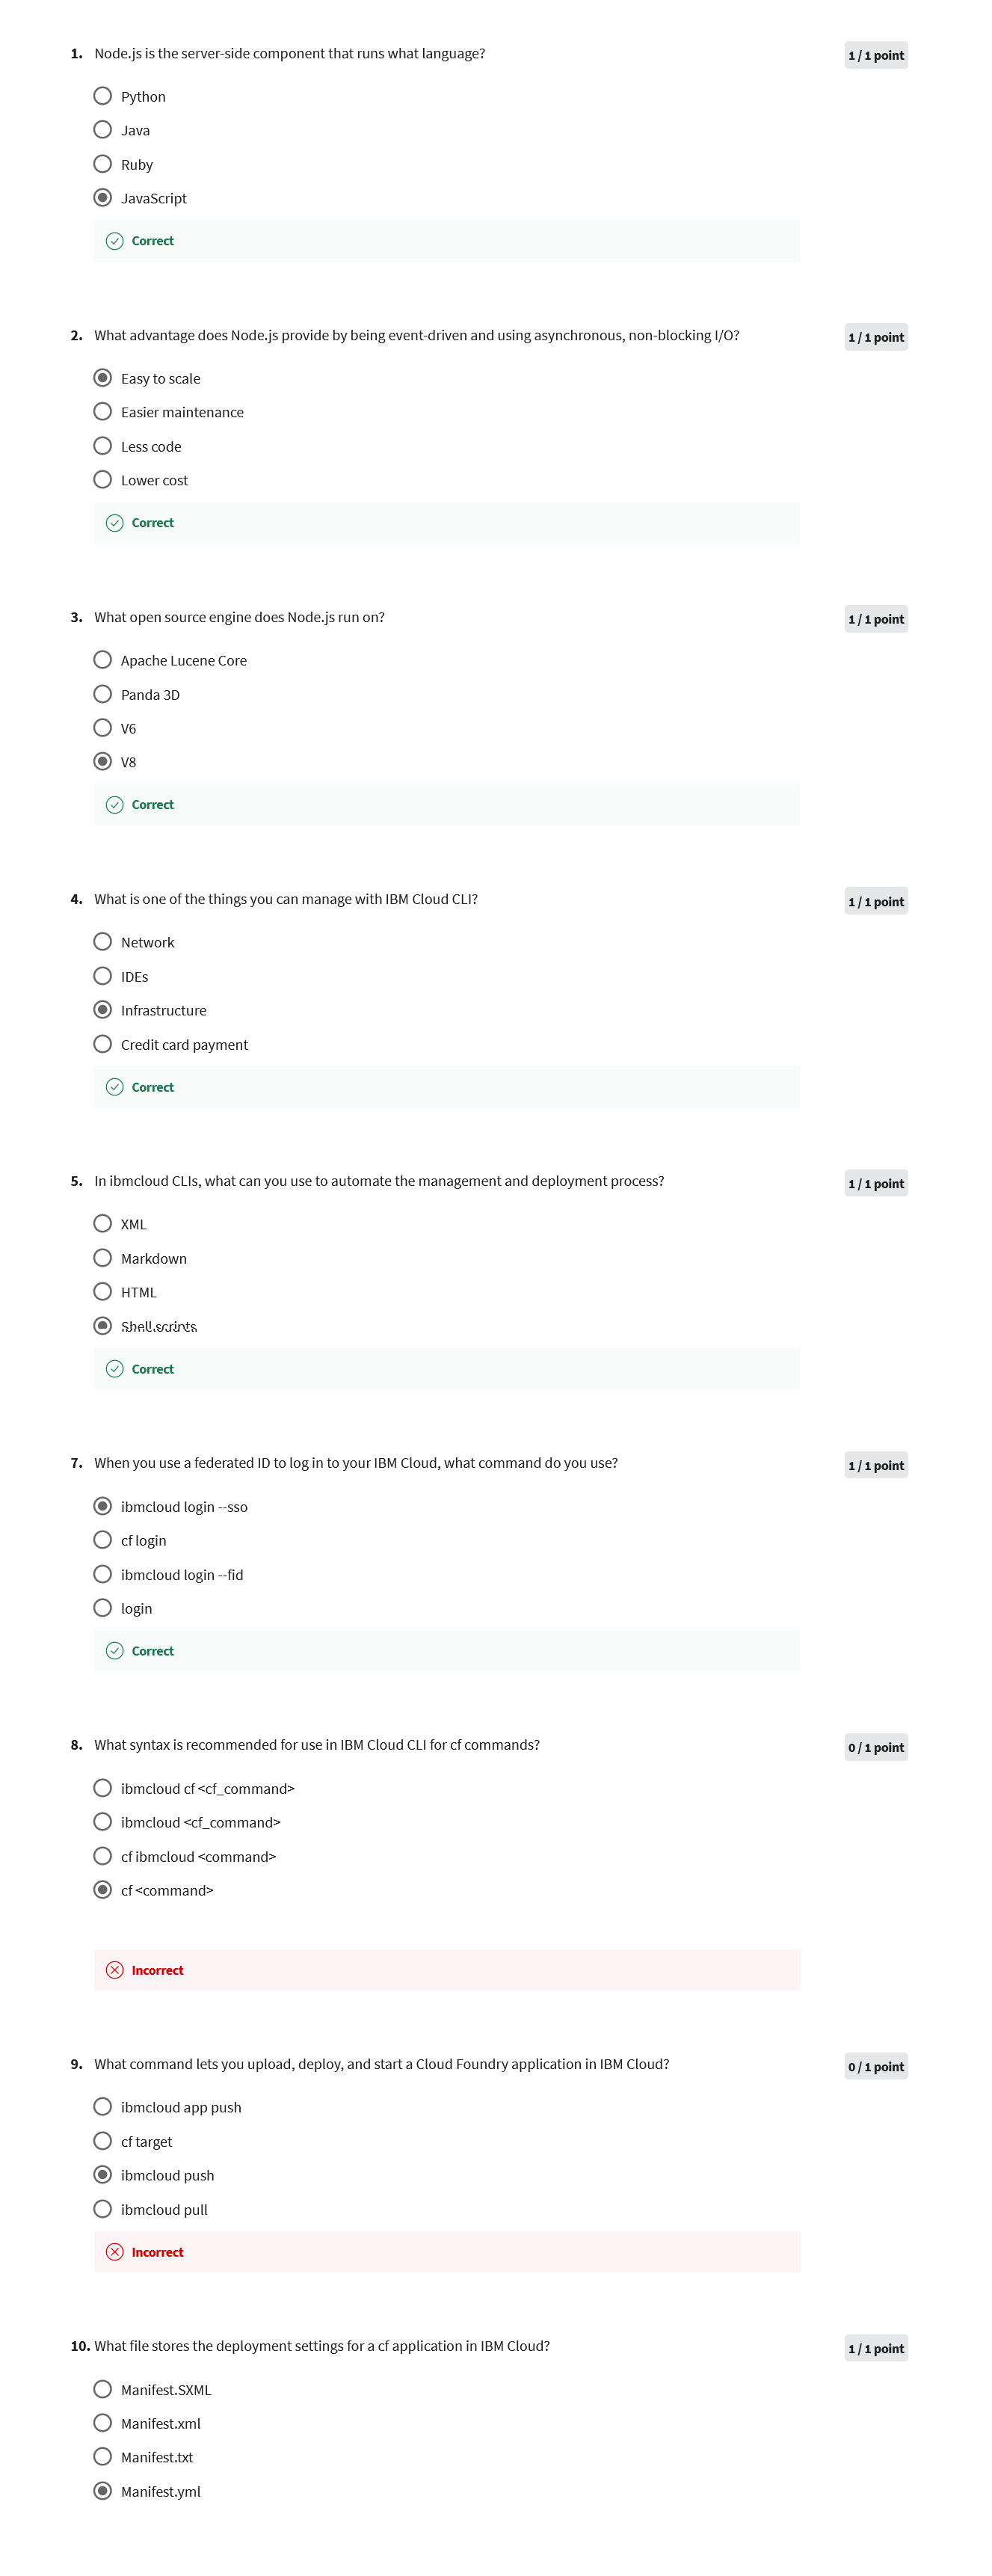 1. Node.js is the server-side component that runs what language? 1 / 1 point
Python
Java
Ruby
JavaScript
Correct
2. What advantage does Node.js provide by being event-driven and using asynchronous, non-blocking I/O? 1 / 1 point
Easy to scale
Easier maintenance
Less code
Lower cost
Correct
3. What open source engine does Node.js run on? 1 / 1 point
Apache Lucene Core
Panda 3D
V6
V8
Correct
4. What is one of the things you can manage with IBM Cloud CLI? 1 / 1 point
Network
IDEs
Infrastructure
Credit card payment
Correct
5. In ibmcloud CLIs, what can you use to automate the management and deployment process? 1 / 1 point
XML
Markdown
HTML
Shell scripts
Correct
7. When you use a federated ID to log in to your IBM Cloud, what command do you use? 1 / 1 point
ibmcloud login --sso
cf login
ibmcloud login --fid
login
Correct
8. What syntax is recommended for use in IBM Cloud CLI for cf commands? 0 / 1 point
ibmcloud cf <cf_command>
ibmcloud <cf_command>
cf ibmcloud <command>
cf <command>
Incorrect
9. What command lets you upload, deploy, and start a Cloud Foundry application in IBM Cloud? 0 / 1 point
ibmcloud app push
cf target
ibmcloud push
ibmcloud pull
Incorrect
10. What file stores the deployment settings for a cf application in IBM Cloud? 1 / 1 point
Manifest.SXML
Manifest.xml
Manifest.txt
Manifest.yml